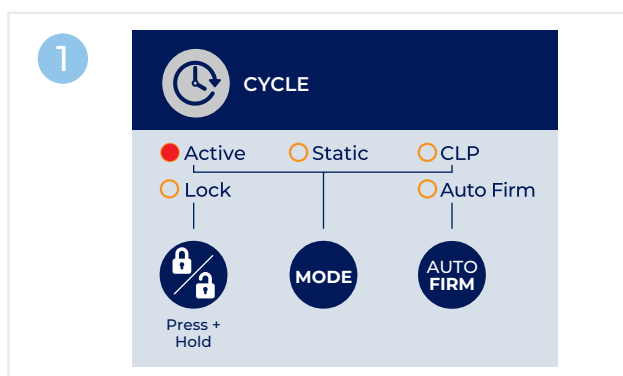 1
CYCLE
Active
Static
CLP
Lock
Auto Firm
MODE
AUTO
FIRM
Press +
Hold